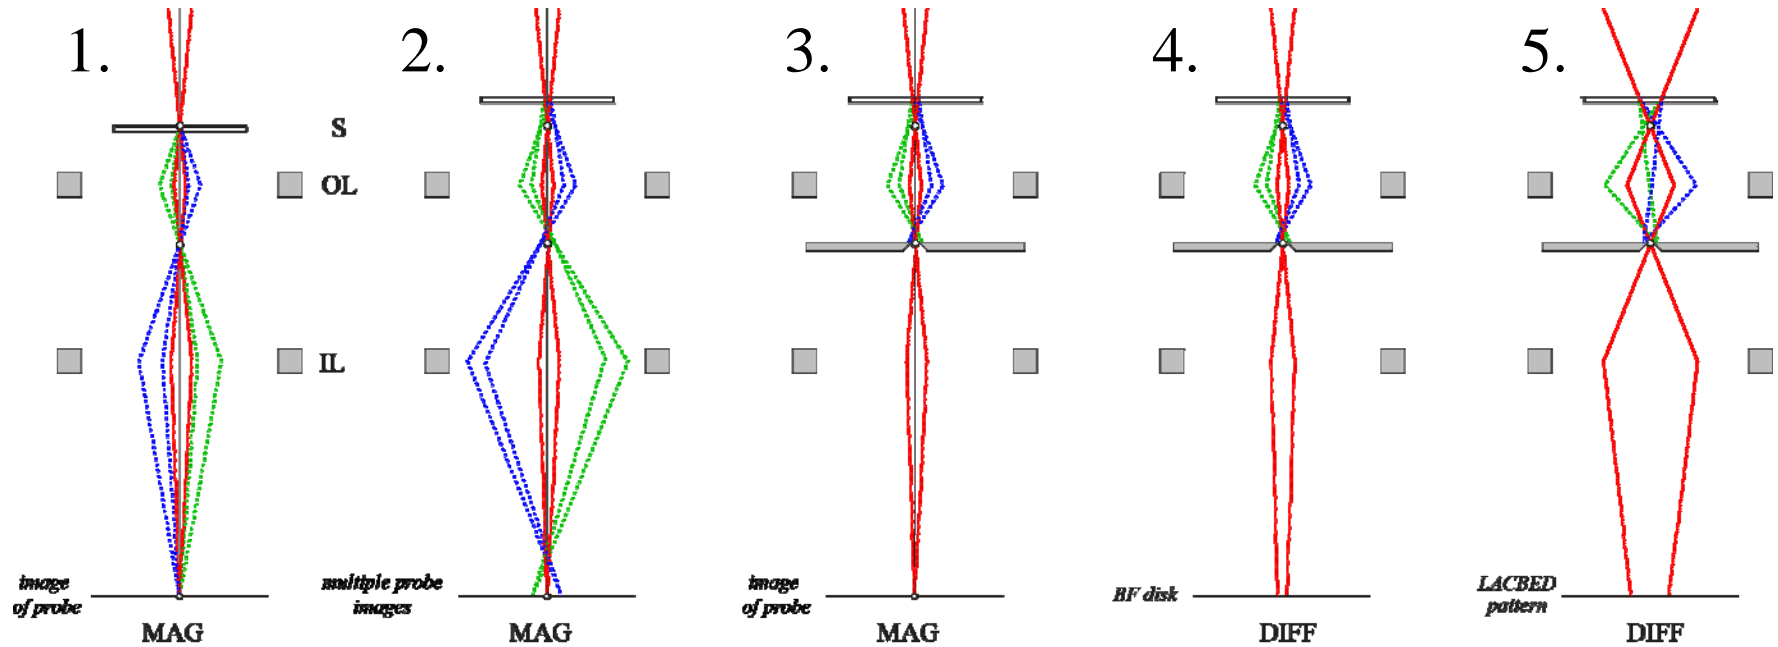 1.
2.
3.
4.
5.
S
OL
IL
image
of probe
multiple probe
images
image
of probe
BF disk
LACBED
pattern
MAG
MAG
MAG
DIFF
DIFF